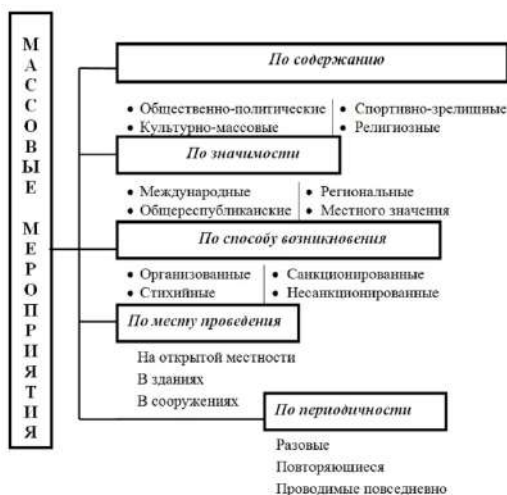 МАССОВЫЕ МЕРОПРИЯТИЯ
По содержанию
• Общественно-политические • Спортивно-зрелищные
• Культурно-массовые • Религиозные
По значимости
• Международные • Региональные
• Общереспубликанские • Местного значения
По способу возникновения
• Организованные • Санкционированные
• Стихийные • Несанкционированные
По месту проведения
На открытой местности
В зданиях
В сооружениях
По периодичности
Разовые
Повторяющиеся
Проводимые повседневно